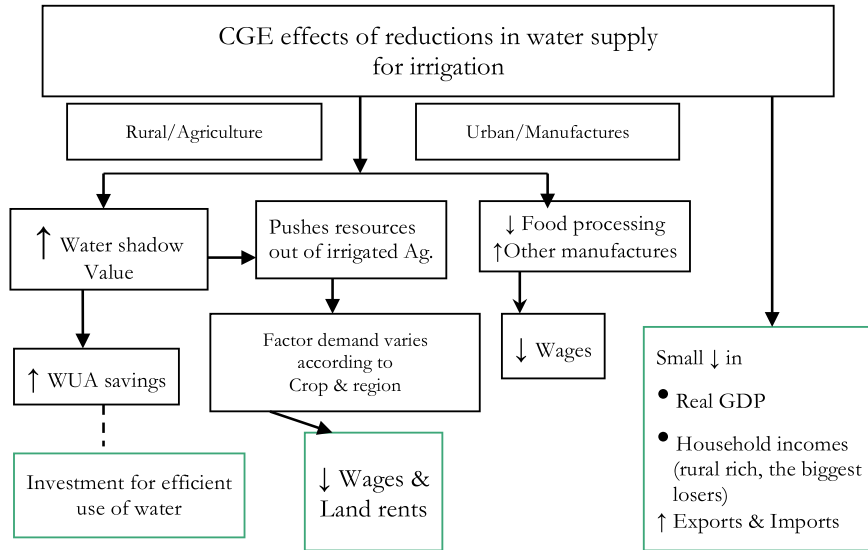 CGE effects of reductions in water supply
for irrigation
Rural/Agriculture
Urban/Manufactures
↑ Water shadow
Value
Pushes resources
out of irrigated Ag.
↓ Food processing
↑Other manufactures
Factor demand varies
according to
Crop & region
↓ Wages
↑ WUA savings
Small ↓ in
• Real GDP
• Household incomes
(rural rich, the biggest
losers)
↑ Exports & Imports
Investment for efficient
use of water
↓ Wages &
Land rents